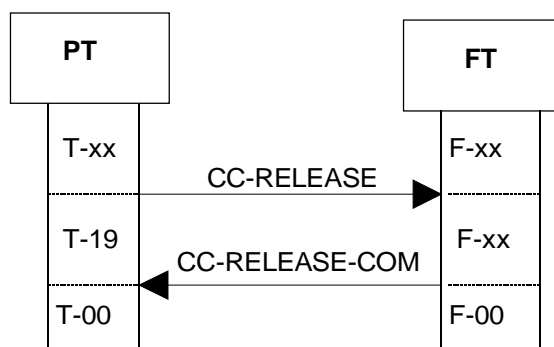 PT
FT
T-xx
F-xx
CC-RELEASE
T-19
F-xx
CC-RELEASE-COM
T-00
F-00